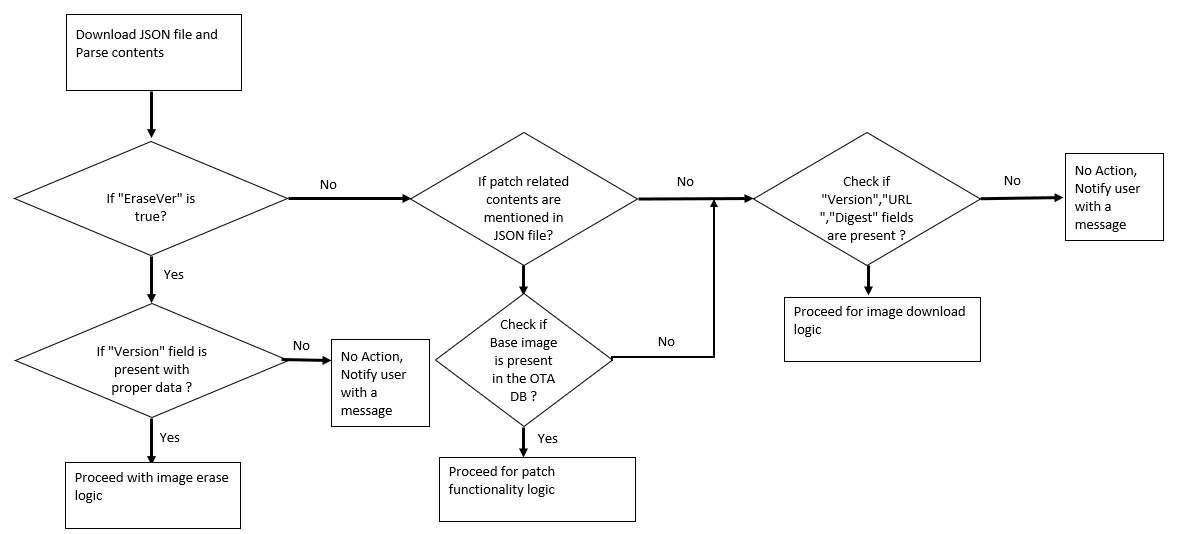 Download JSON file and
Parse contents
If "EraseVer" is
true?
No
If patch related
contents are
mentioned in
JSON file?
No
Check if
"Version","URL
","Digest" fields
are present ?
No
No Action,
Notify user
with a
message
Yes
If "Version" field is
present with
proper data ?
No
No Action,
Notify user
with a
message
Check if
Base image
is present
in the OTA
DB ?
No
Proceed for image download
logic
Yes
Proceed with image erase
logic
Yes
Proceed for patch
functionality logic